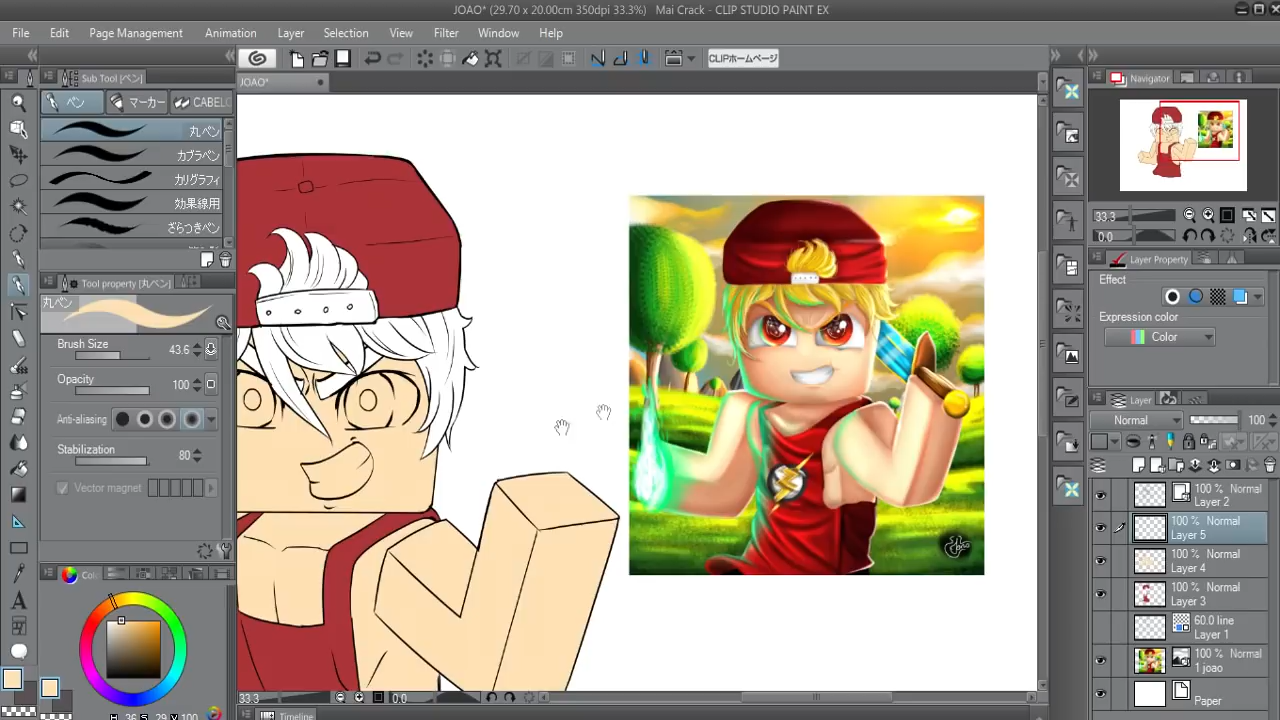 JOAO* (29.70 x 20.00cm 350dpi 33.3%) Mai Crack - CLIP STUDIO PAINT EX
File Edit Page Management Animation Layer Selection View Filter Window Help
CLIPホームページ
Sub Tool [ペン]
JOAO*
Navigator
ペン マーカー CABELO
丸ペン
カブラペン
カリグラフィ
効果線用
ざらつきペン
33.3
0.0
Layer Property
Tool property [丸ペン]
Effect
丸ペン
Expression color
Color
Brush Size 43.6
Opacity 100
Anti-aliasing
Stabilization 80
Vector magnet
Layer
Normal 100
100 % Normal
Layer 2
100 % Normal
Layer 5
100 % Normal
Layer 4
100 % Normal
Layer 3
60.0 line
Layer 1
100 % Normal
1 joao
Paper
33.3 0.0
Timeline
H 36 S 29 V 100